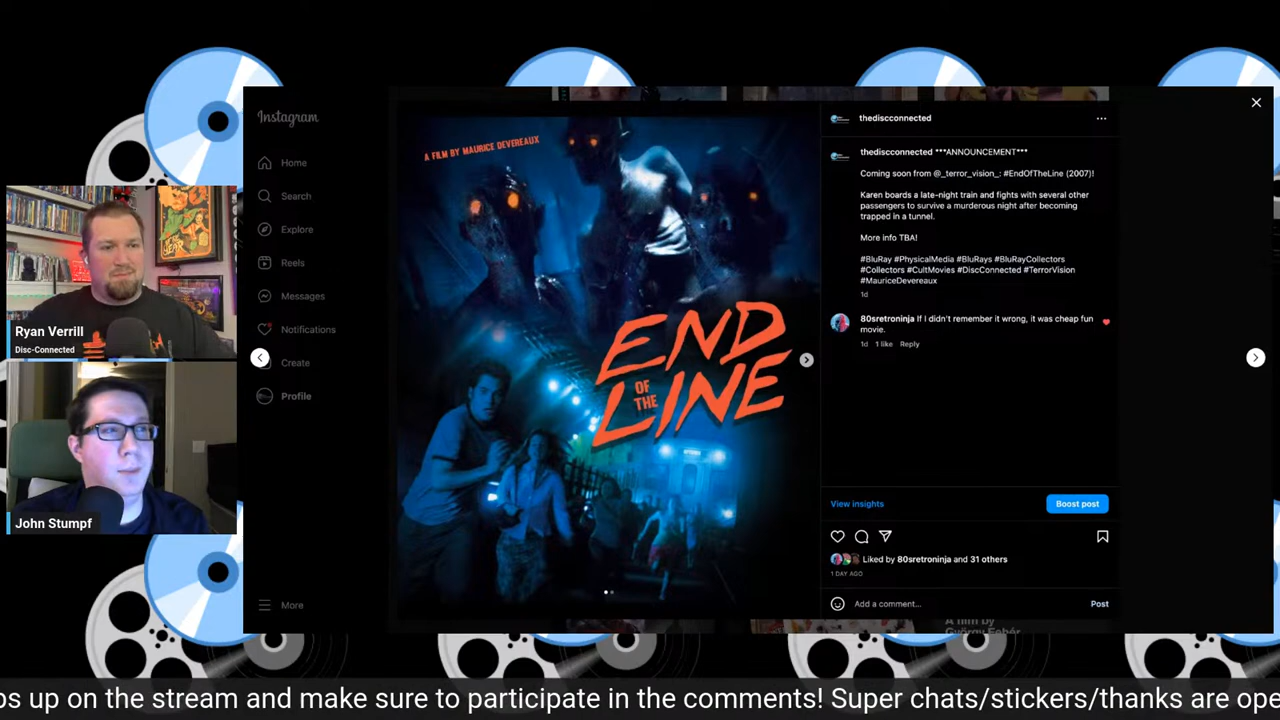 Instagram
Home
Search
Explore
Reels
Messages
Notifications
Create
Profile
More
Ryan Verrill
Disc-Connected
John Stumpf
A FILM BY MAURICE DEVEREAUX
END
OF
THE
LINE
thediscconnected
thediscconnected ***ANNOUNCEMENT***
Coming soon from @_terror_vision_: #EndOfTheLine (2007)!
Karen boards a late-night train and fights with several other
passengers to survive a murderous night after becoming
trapped in a tunnel.
More info TBA!
#BluRay #PhysicalMedia #BluRays #BluRayCollectors
#Collectors #CultMovies #DiscConnected #TerrorVision
#MauriceDevereaux
1d
80sretroninja If I didn't remember it wrong, it was cheap fun
movie.
1d 1 like Reply
View insights
Boost post
Liked by 80sretroninja and 31 others
1 DAY AGO
Add a comment...
Post
A film by
György Fehér
ps up on the stream and make sure to participate in the comments! Super chats/stickers/thanks are ope